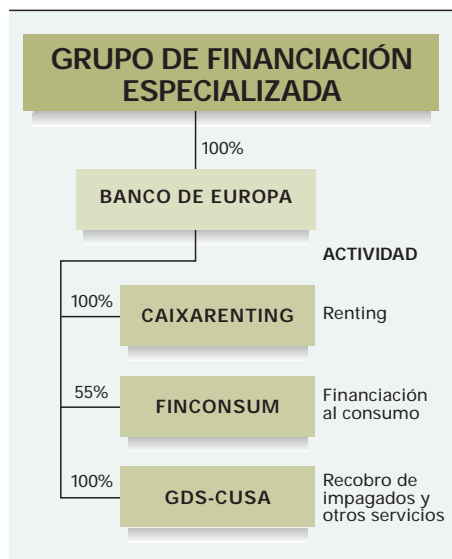 GRUPO DE FINANCIACIÓN
ESPECIALIZADA
100%
BANCO DE EUROPA
ACTIVIDAD
100%
CAIXARENTING
Renting
55%
FINCONSUM
Financiación
al consumo
100%
GDS-CUSA
Recobro de
impagados y
otros servicios